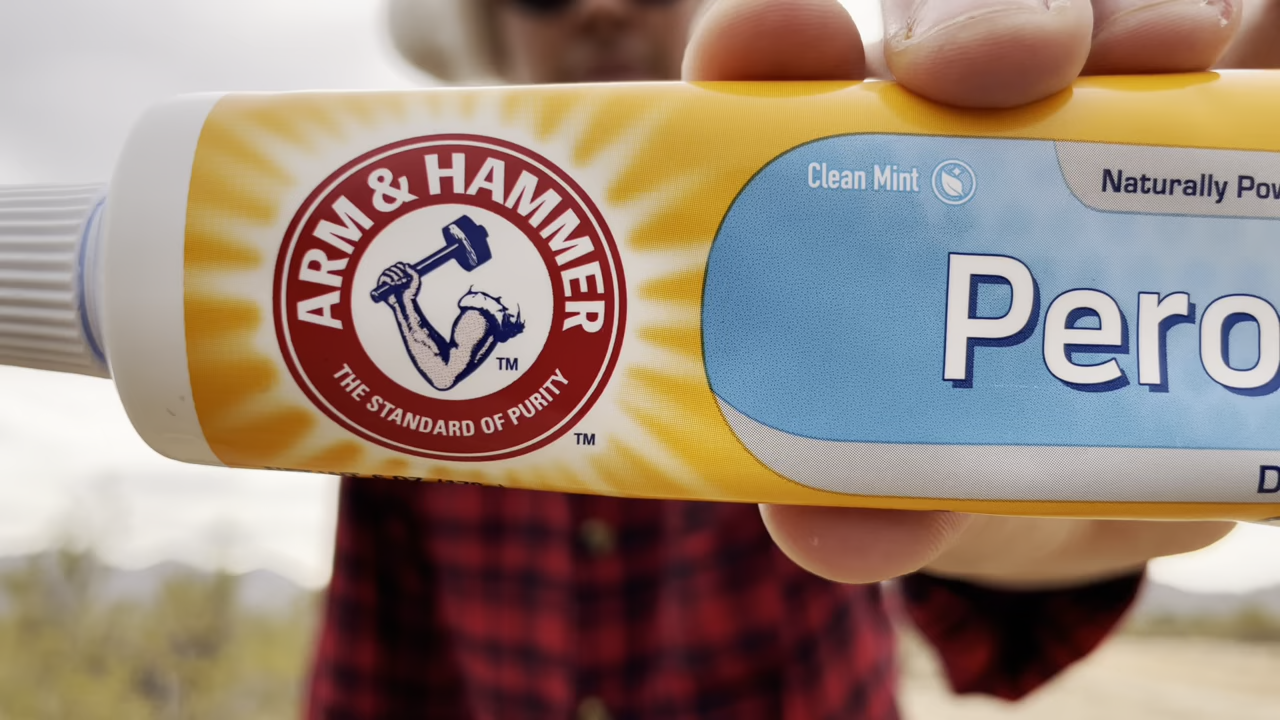 ARM & HAMMER
THE STANDARD OF PURITY
TM
TM
Clean Mint
Naturally Pow
Pero
D